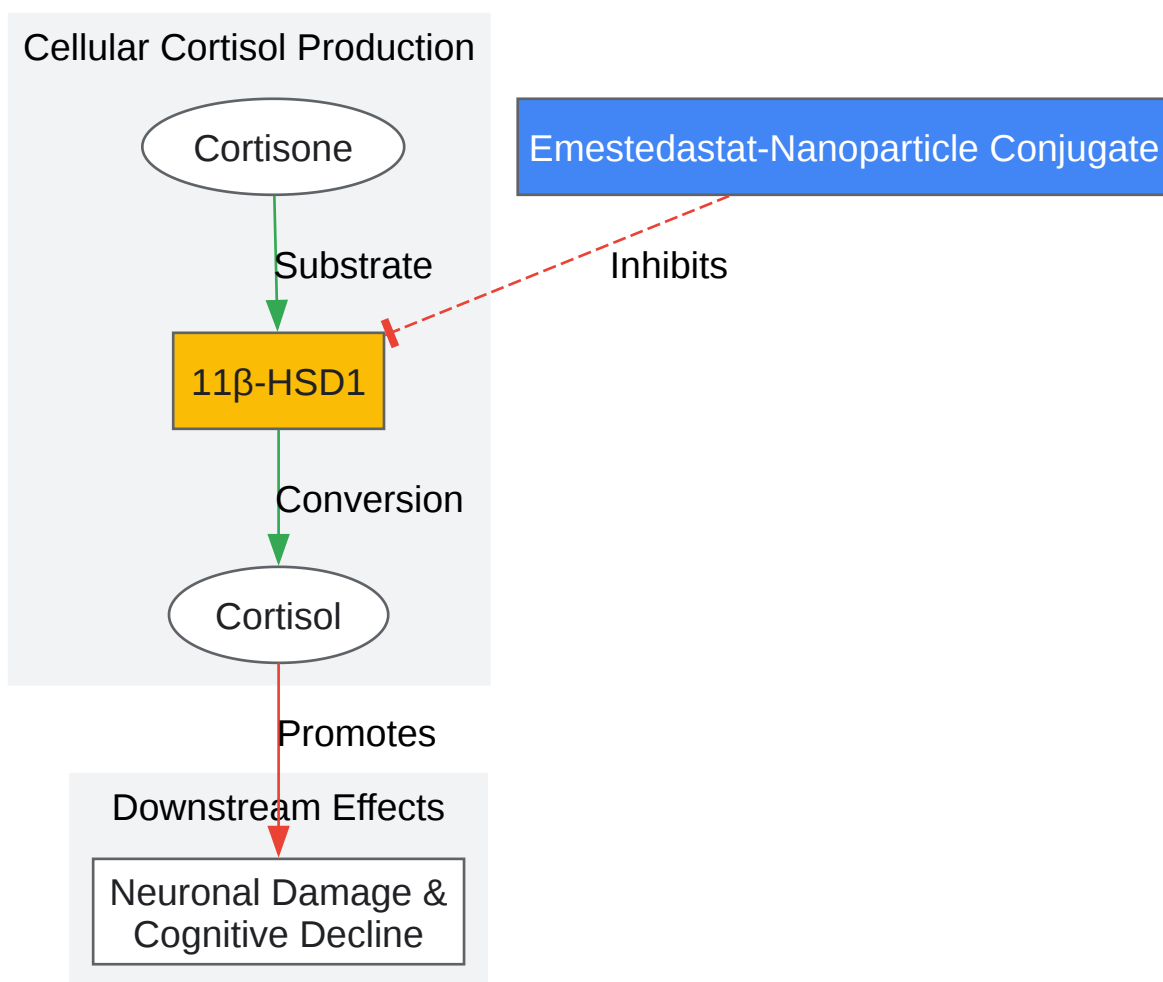 Cellular Cortisol Production
Cortisone
Emestedastat-Nanoparticle Conjugate
Substrate
Inhibits
11β-HSD1
Conversion
Cortisol
Promotes
Downstream Effects
Neuronal Damage &
Cognitive Decline